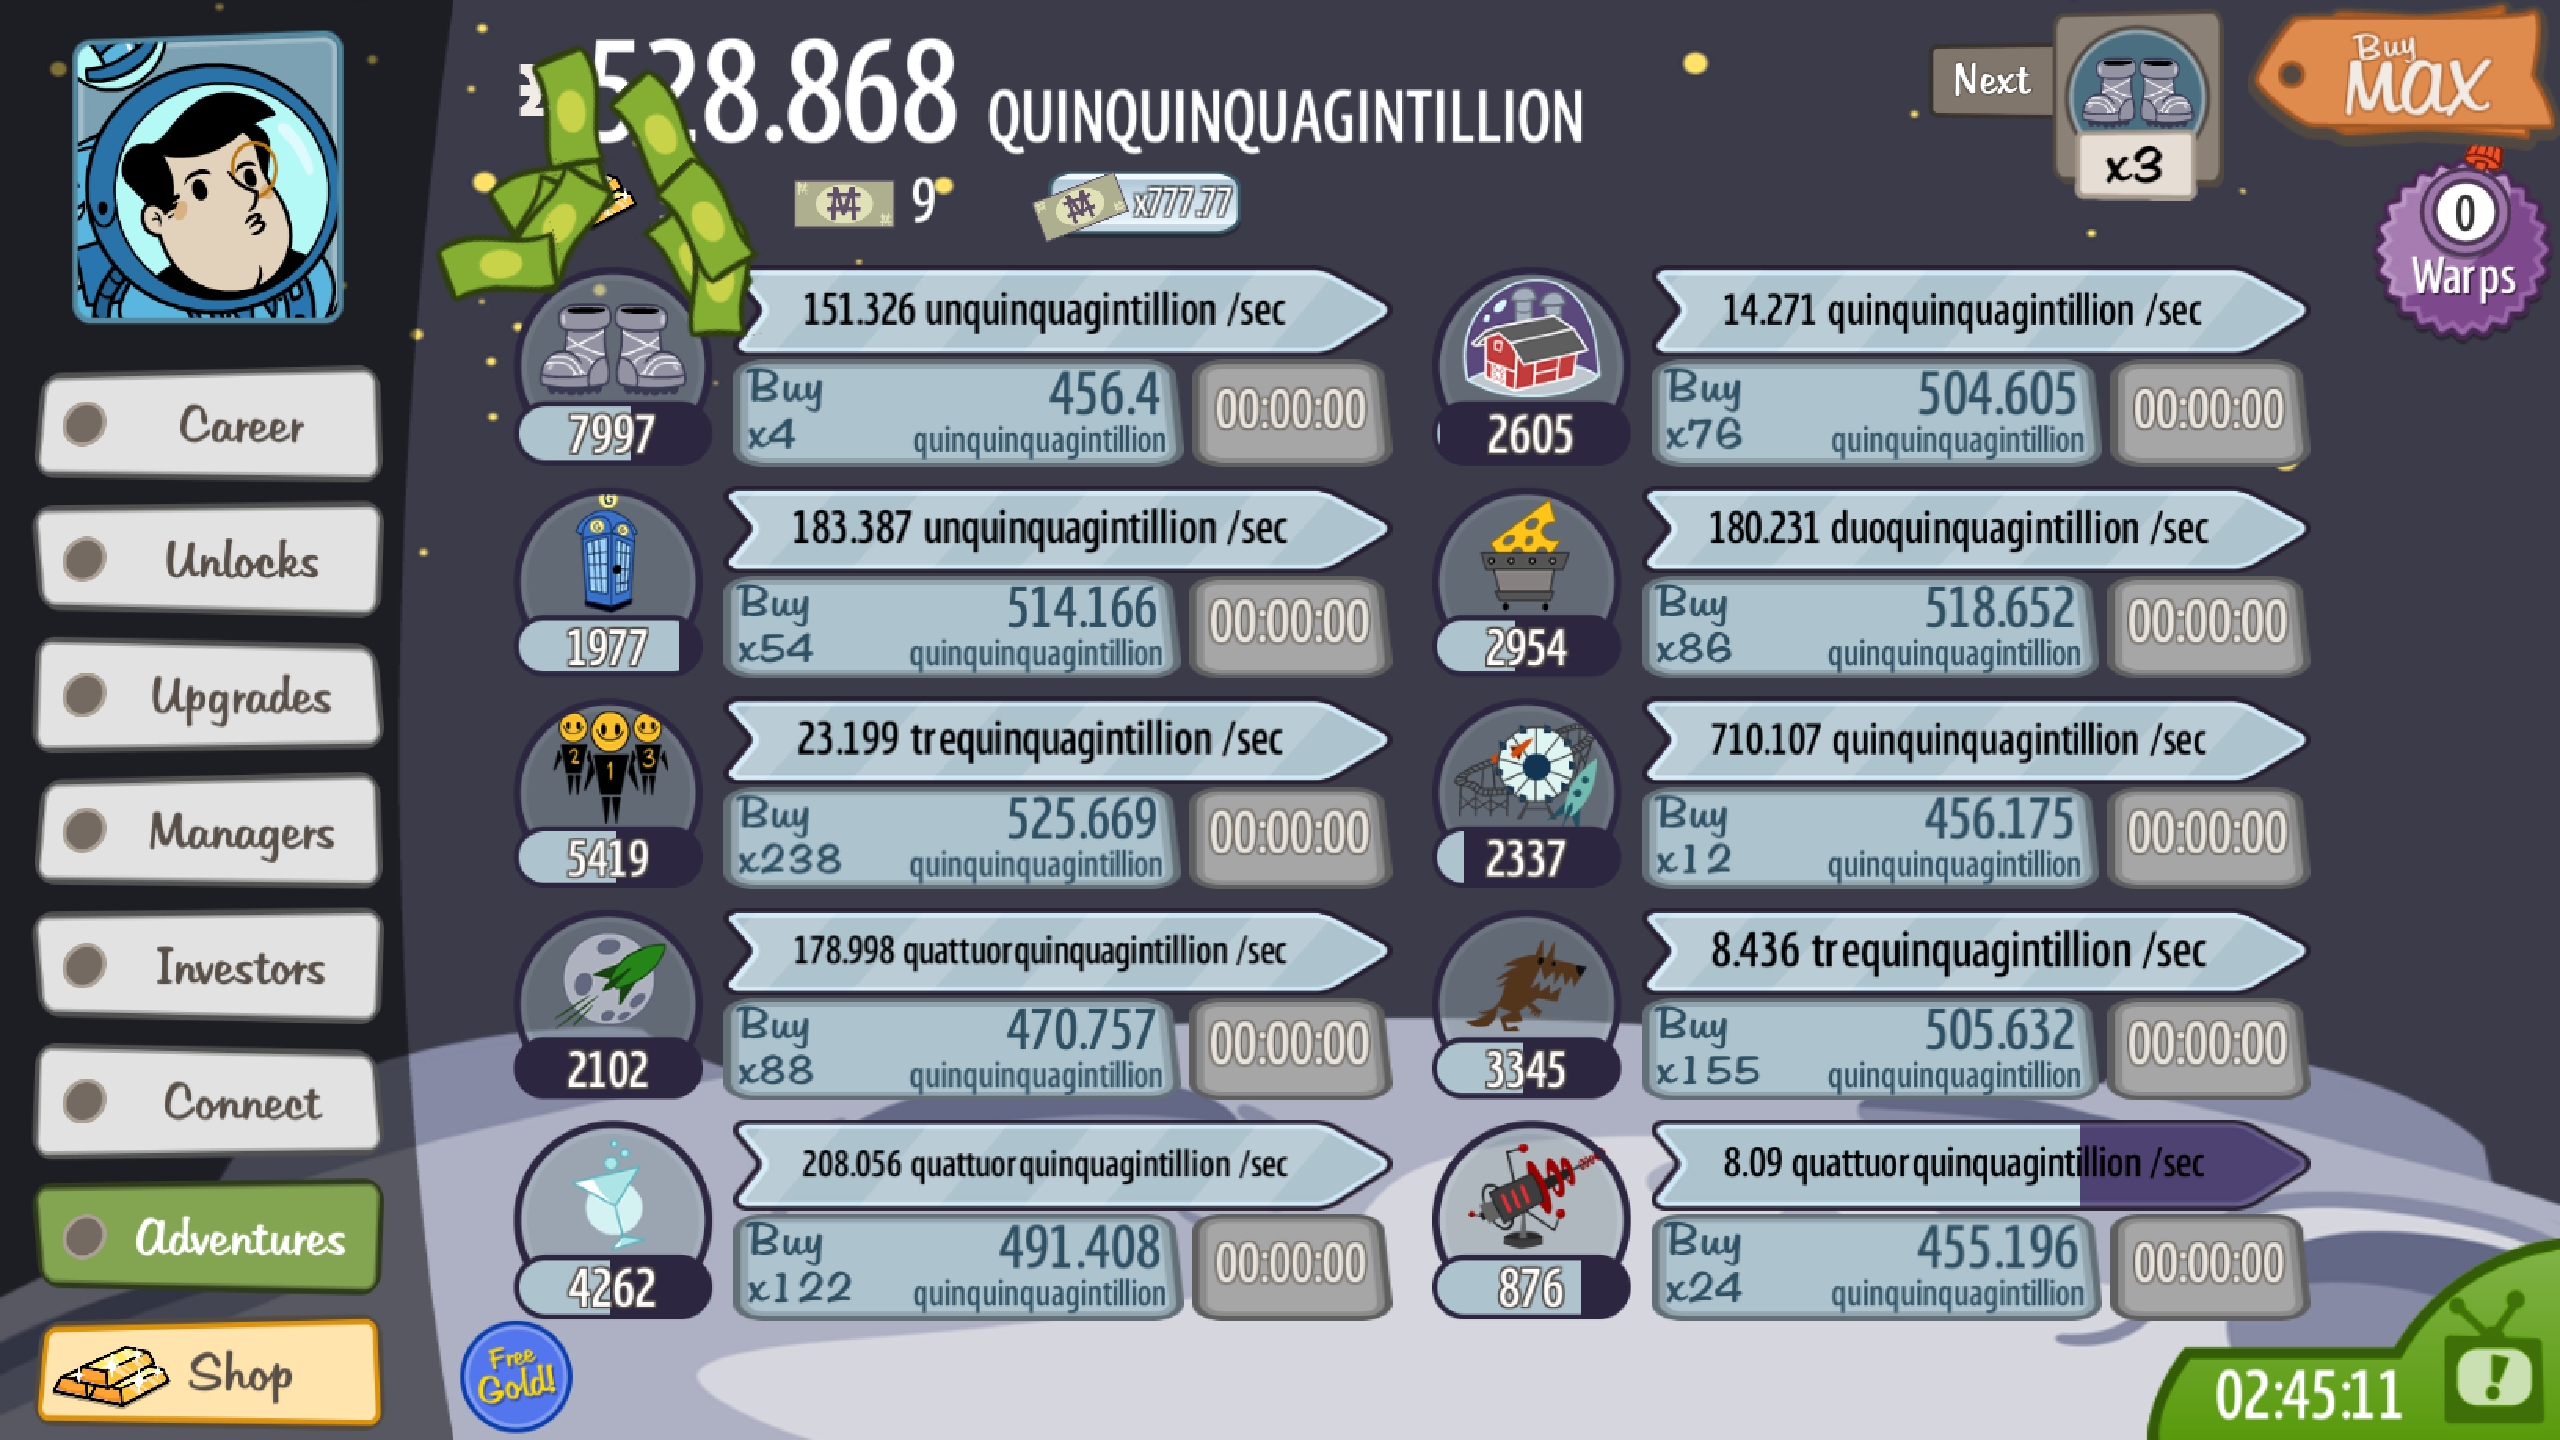 528.868 QUINQUINQUAGINTILLION
9
x777.77
Next
x3
Buy
MAX
0
Warps
Career
Unlocks
Upgrades
Managers
Investors
Connect
Adventures
Shop
151.326 unquinquagintillion /sec
Buy
x4
456.4
quinquinquagintillion
00:00:00
7997
14.271 quinquinquagintillion /sec
Buy
x76
504.605
quinquinquagintillion
00:00:00
2605
G
G G
183.387 unquinquagintillion /sec
Buy
x54
514.166
quinquinquagintillion
00:00:00
1977
180.231 duoquinquagintillion /sec
Buy
x86
518.652
quinquinquagintillion
00:00:00
2954
2 1 3
23.199 trequinquagintillion /sec
Buy
x238
525.669
quinquinquagintillion
00:00:00
5419
710.107 quinquinquagintillion /sec
Buy
x12
456.175
quinquinquagintillion
00:00:00
2337
178.998 quattuorquinquagintillion /sec
Buy
x88
470.757
quinquinquagintillion
00:00:00
2102
8.436 trequinquagintillion /sec
Buy
x155
505.632
quinquinquagintillion
00:00:00
3345
208.056 quattuorquinquagintillion /sec
Buy
x122
491.408
quinquinquagintillion
00:00:00
4262
8.09 quattuorquinquagintillion /sec
Buy
x24
455.196
quinquinquagintillion
00:00:00
876
Free
Gold!
02:45:11
!